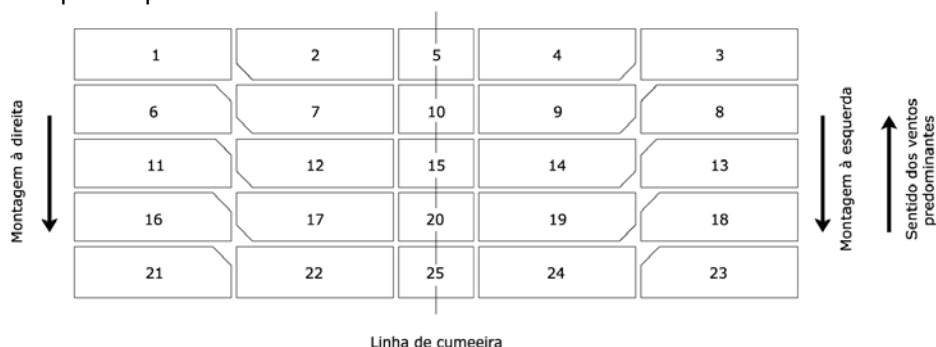 1 2 5 4 3
6 7 10 9 8
11 12 15 14 13
16 17 20 19 18
21 22 25 24 23
Montagem à direita
Montagem à esquerda
Sentido dos ventos
predominantes
Linha de cumeeira